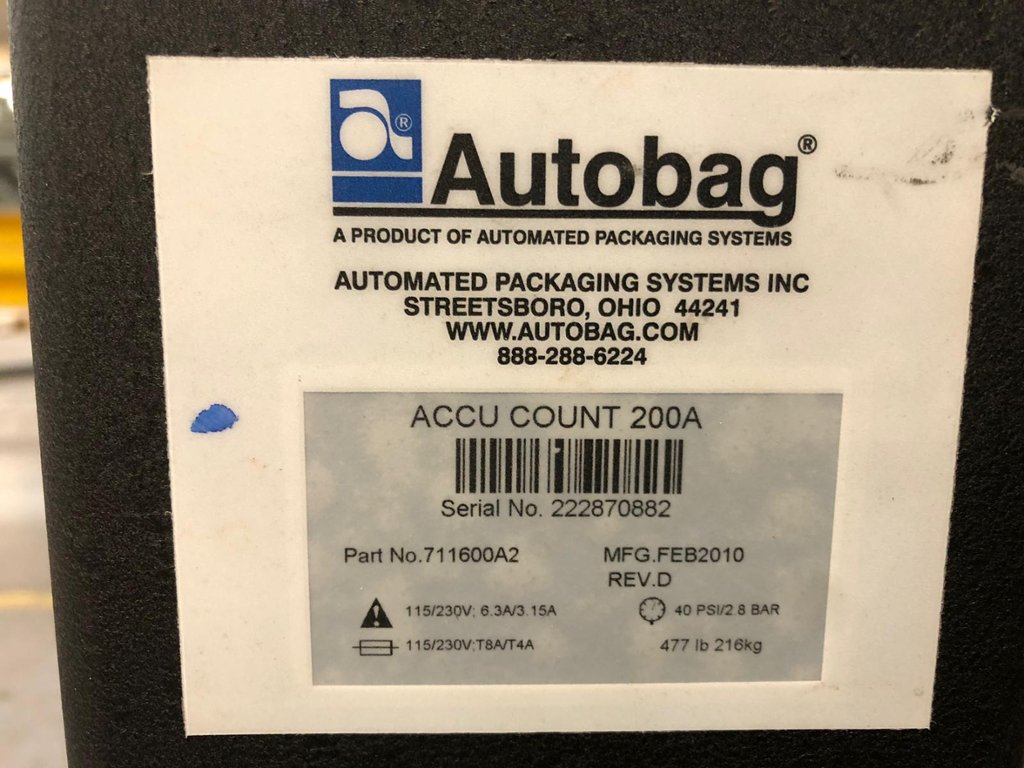 a®
Autobag®
A PRODUCT OF AUTOMATED PACKAGING SYSTEMS
AUTOMATED PACKAGING SYSTEMS INC
STREETSBORO, OHIO 44241
WWW.AUTOBAG.COM
888-288-6224
ACCU COUNT 200A
Serial No. 222870882
Part No.711600A2 MFG.FEB2010
REV.D
115/230V; 6.3A/3.15A 40 PSI/2.8 BAR
115/230V;T8A/T4A 477 lb 216kg